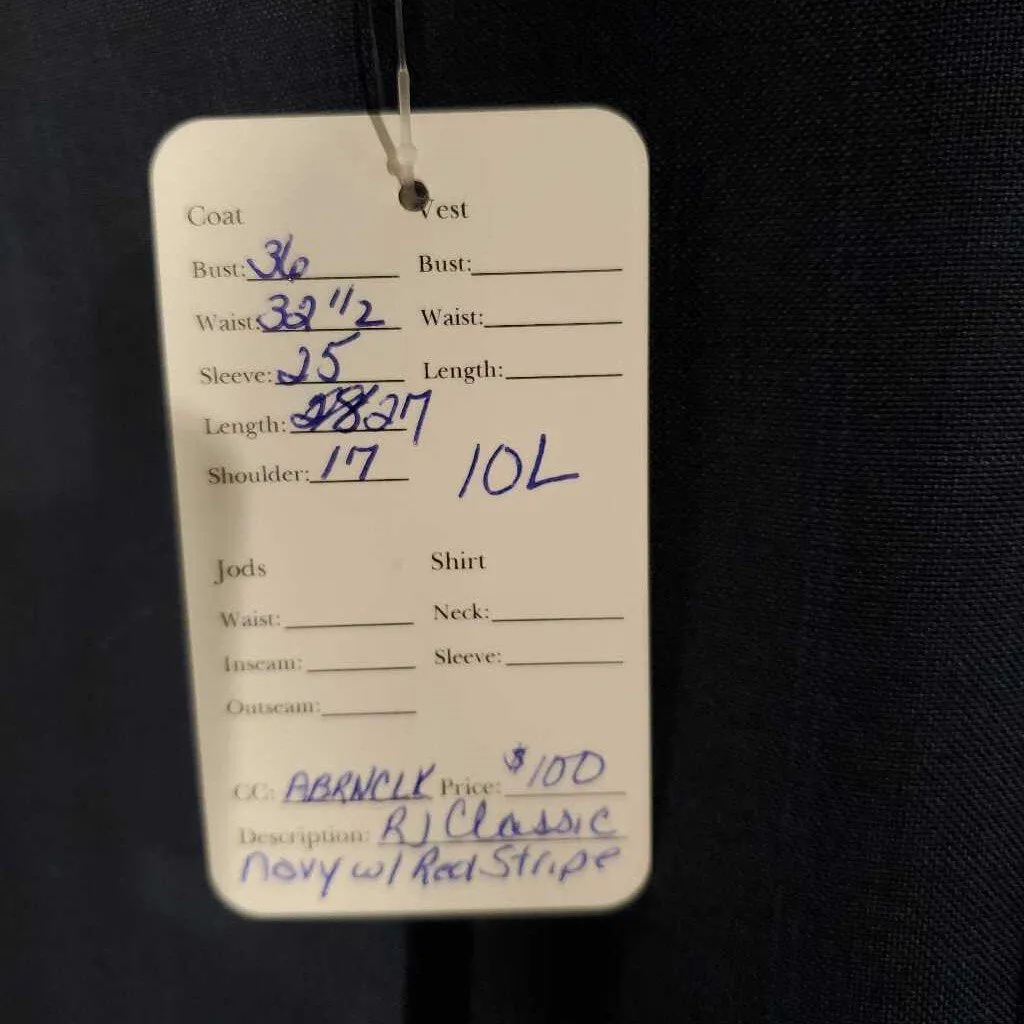 Coat Vest
Bust: 36 Bust:
Waist: 32 1/2 Waist:
Sleeve: 25 Length:
Length: 28 27
Shoulder: 17 10L
Jods Shirt
Waist: Neck:
Inseam: Sleeve:
Outseam:
CC: ABRNCLK Price: $100
Description: RJ Classic
Navy w/ Red Stripe